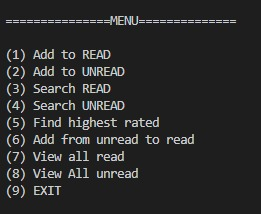 ===============MENU==============
(1) Add to READ
(2) Add to UNREAD
(3) Search READ
(4) Search UNREAD
(5) Find highest rated
(6) Add from unread to read
(7) View all read
(8) View All unread
(9) EXIT